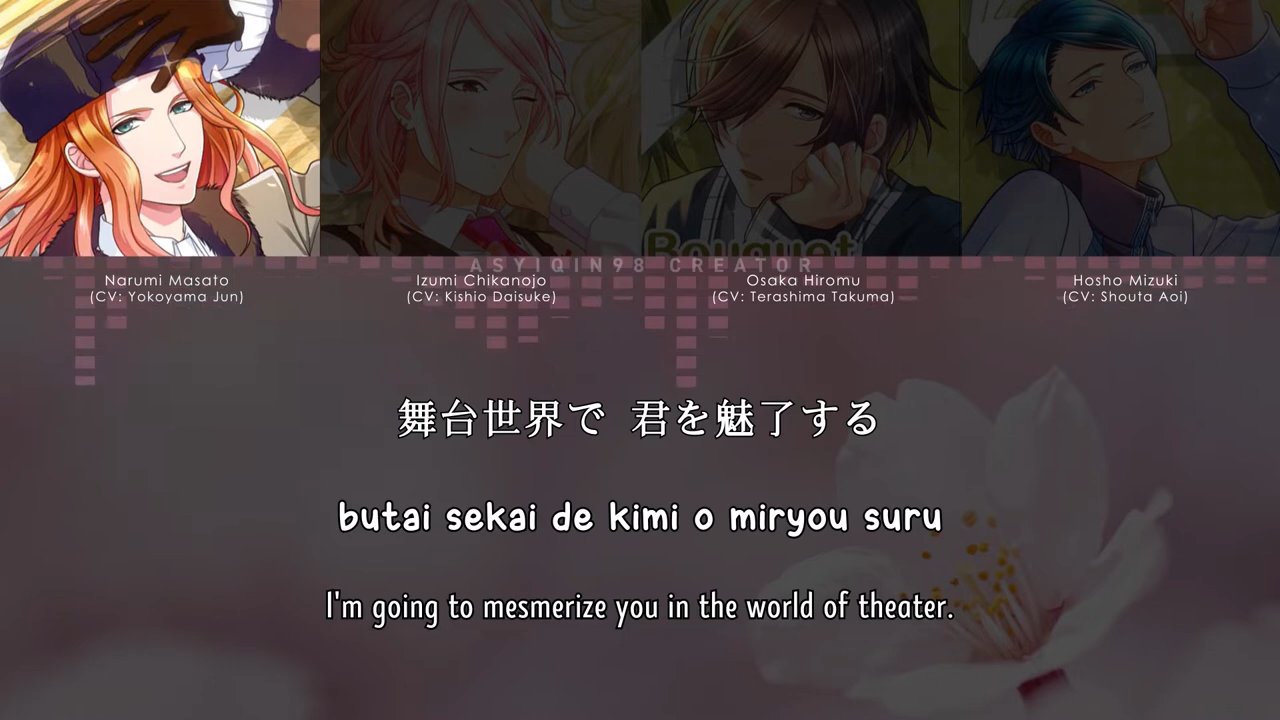 Bouquet
ASYIQIN98 CREATOR
Narumi Masato
(CV: Yokoyama Jun)
Izumi Chikanojo
(CV: Kishio Daisuke)
Osaka Hiromu
(CV: Terashima Takuma)
Hosho Mizuki
(CV: Shouta Aoi)
舞台世界で 君を魅了する
butai sekai de kimi o miryou suru
I'm going to mesmerize you in the world of theater.